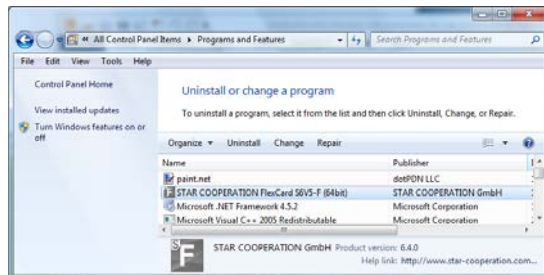 « All Control Panel Items ▸ Programs and Features
Search Programs and Features
File Edit View Tools Help
Control Panel Home
View installed updates
Turn Windows features on or
off
Uninstall or change a program
To uninstall a program, select it from the list and then click Uninstall, Change, or Repair.
Organize Uninstall Change Repair
Name Publisher
paint.net dotPDN LLC
STAR COOPERATION FlexCard S6V5-F (64bit) STAR COOPERATION GmbH
Microsoft .NET Framework 4.5.2 Microsoft Corporation
Microsoft Visual C++ 2005 Redistributable Microsoft Corporation
STAR COOPERATION GmbH Product version: 6.4.0
Help link: http://www.star-cooperation.com...